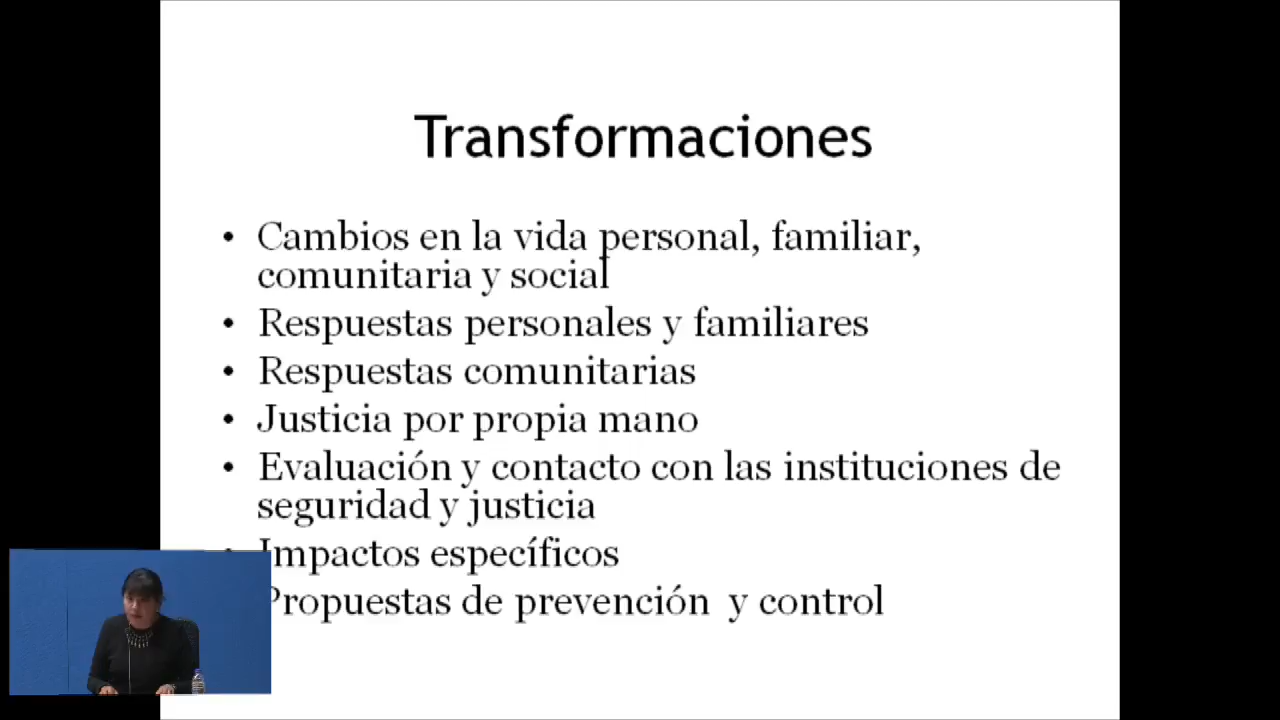 Transformaciones
• Cambios en la vida personal, familiar,
comunitaria y social
• Respuestas personales y familiares
• Respuestas comunitarias
• Justicia por propia mano
• Evaluación y contacto con las instituciones de
seguridad y justicia
• Impactos específicos
Propuestas de prevención y control